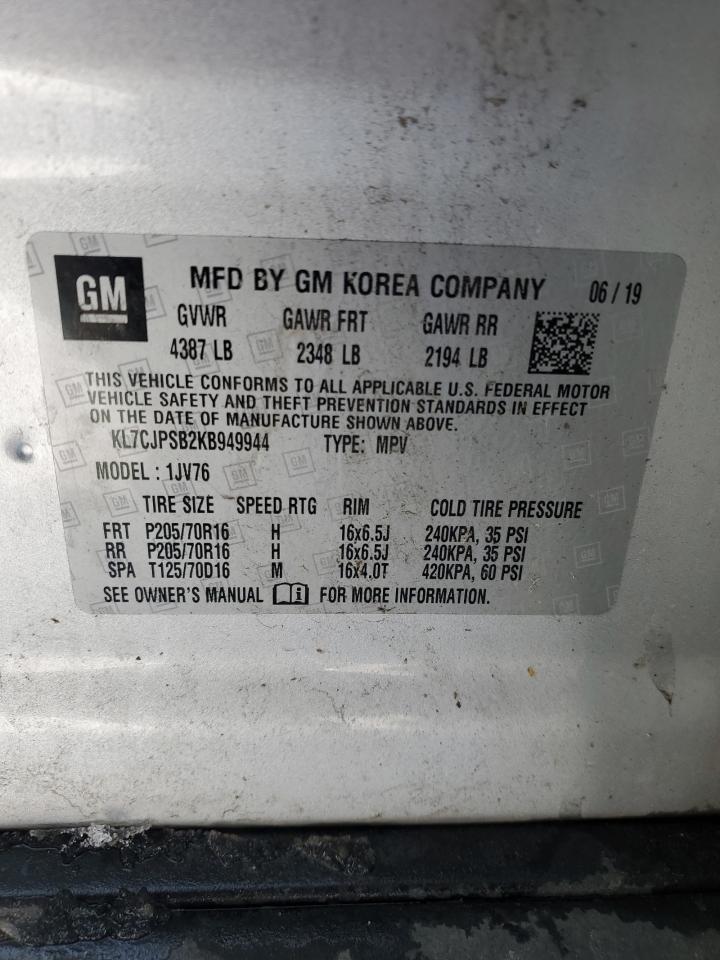 GM MFD BY GM KOREA COMPANY 06 / 19
GVWR GAWR FRT GAWR RR
4387 LB 2348 LB 2194 LB
THIS VEHICLE CONFORMS TO ALL APPLICABLE U.S. FEDERAL MOTOR
VEHICLE SAFETY AND THEFT PREVENTION STANDARDS IN EFFECT
ON THE DATE OF MANUFACTURE SHOWN ABOVE.
KL7CJPSB2KB949944 TYPE: MPV
MODEL : 1JV76
TIRE SIZE SPEED RTG RIM COLD TIRE PRESSURE
FRT P205/70R16 H 16x6.5J 240KPA, 35 PSI
RR P205/70R16 H 16x6.5J 240KPA, 35 PSI
SPA T125/70D16 M 16x4.0T 420KPA, 60 PSI
SEE OWNER'S MANUAL i FOR MORE INFORMATION.